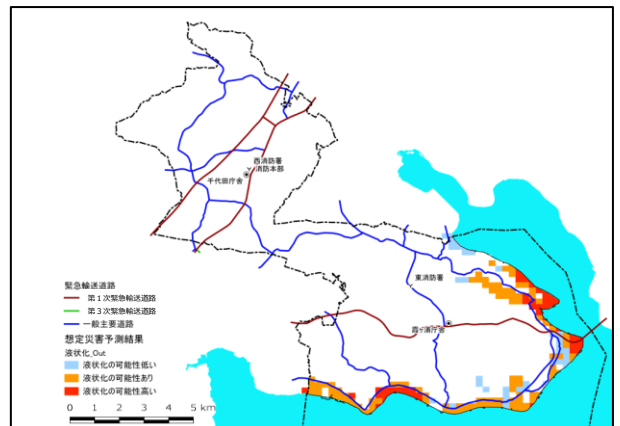 西消防署
消防本部
千代田庁舎
東消防署
霞ヶ浦庁舎
緊急輸送道路
第1次緊急輸送道路
第3次緊急輸送道路
一般主要道路
想定災害予測結果
液状化_Out
液状化の可能性低い
液状化の可能性あり
液状化の可能性高い
0 1 2 3 4 5 km